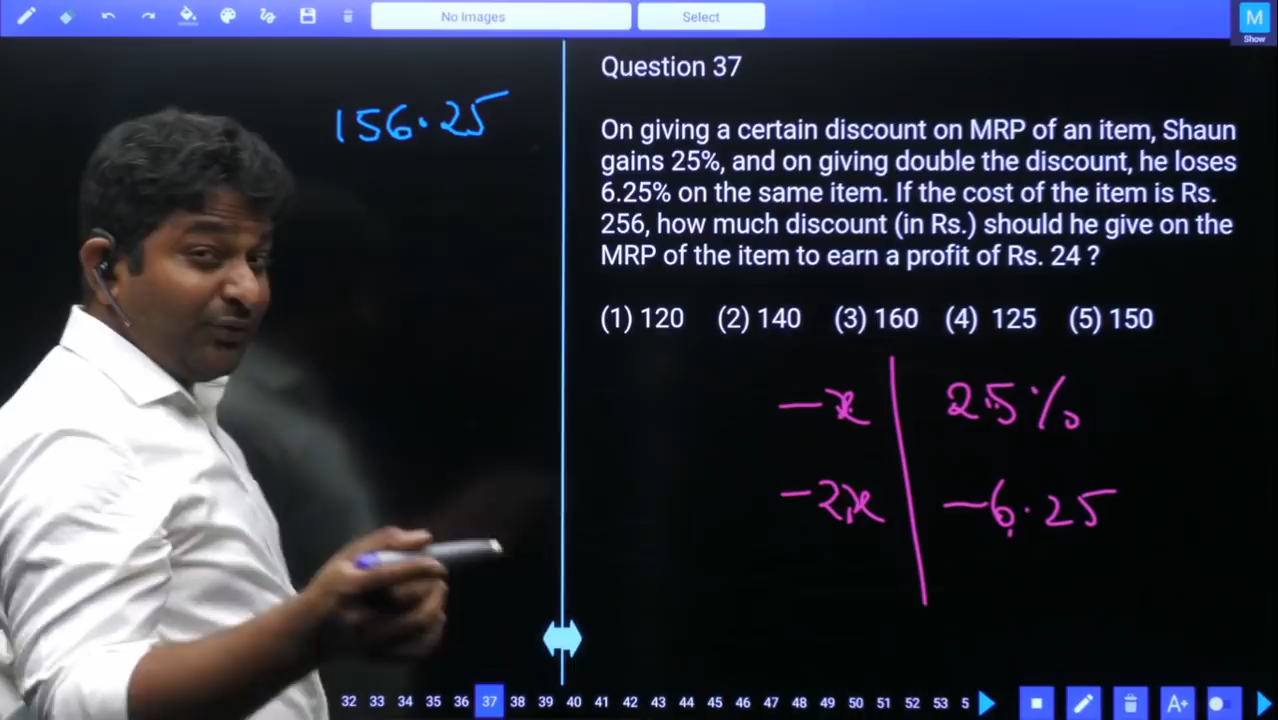 No Images
Select
M
Show
156.25
Question 37
On giving a certain discount on MRP of an item, Shaun
gains 25%, and on giving double the discount, he loses
6.25% on the same item. If the cost of the item is Rs.
256, how much discount (in Rs.) should he give on the
MRP of the item to earn a profit of Rs. 24 ?
(1) 120 (2) 140 (3) 160 (4) 125 (5) 150
-x 25%
-2x -6.25
32 33 34 35 36 37 38 39 40 41 42 43 44 45 46 47 48 49 50 51 52 53 5
A+